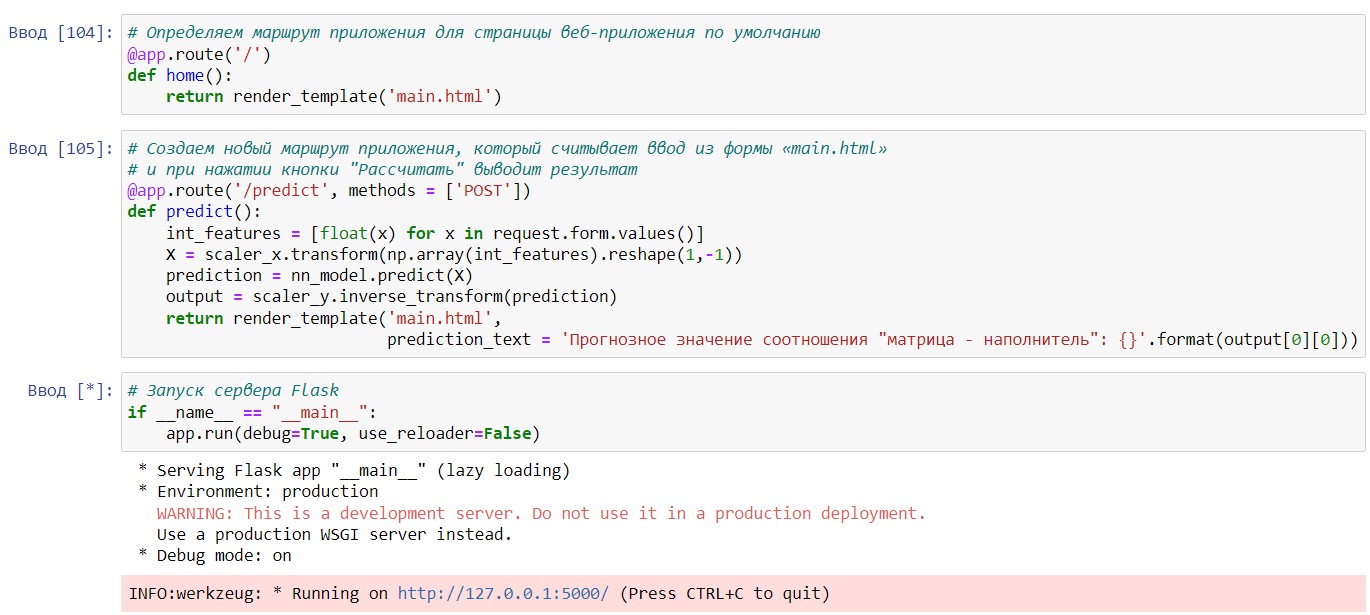 Ввод [104]: # Определяем маршрут приложения для страницы веб-приложения по умолчанию
@app.route('/')
def home():
    return render_template('main.html')
Ввод [105]: # Создаем новый маршрут приложения, который считывает ввод из формы «main.html»
# и при нажатии кнопки "Рассчитать" выводит результат
@app.route('/predict', methods = ['POST'])
def predict():
    int_features = [float(x) for x in request.form.values()]
    X = scaler_x.transform(np.array(int_features).reshape(1,-1))
    prediction = nn_model.predict(X)
    output = scaler_y.inverse_transform(prediction)
    return render_template('main.html',
                           prediction_text = 'Прогнозное значение соотношения "матрица - наполнитель": {}'.format(output[0][0]))
Ввод [*]: # Запуск сервера Flask
if __name__ == "__main__":
    app.run(debug=True, use_reloader=False)
 * Serving Flask app "__main__" (lazy loading)
 * Environment: production
   WARNING: This is a development server. Do not use it in a production deployment.
   Use a production WSGI server instead.
 * Debug mode: on
INFO:werkzeug: * Running on http://127.0.0.1:5000/ (Press CTRL+C to quit)